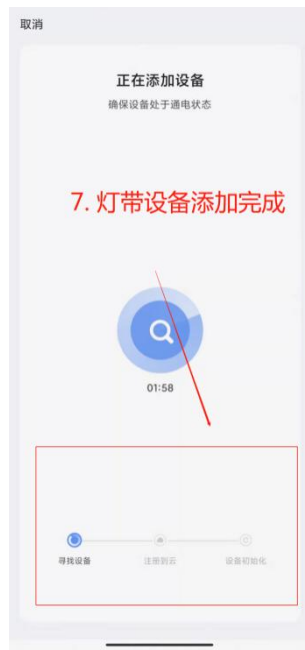 取消
正在添加设备
确保设备处于通电状态
7. 灯带设备添加完成
01:58
寻找设备 注册到云 设备初始化